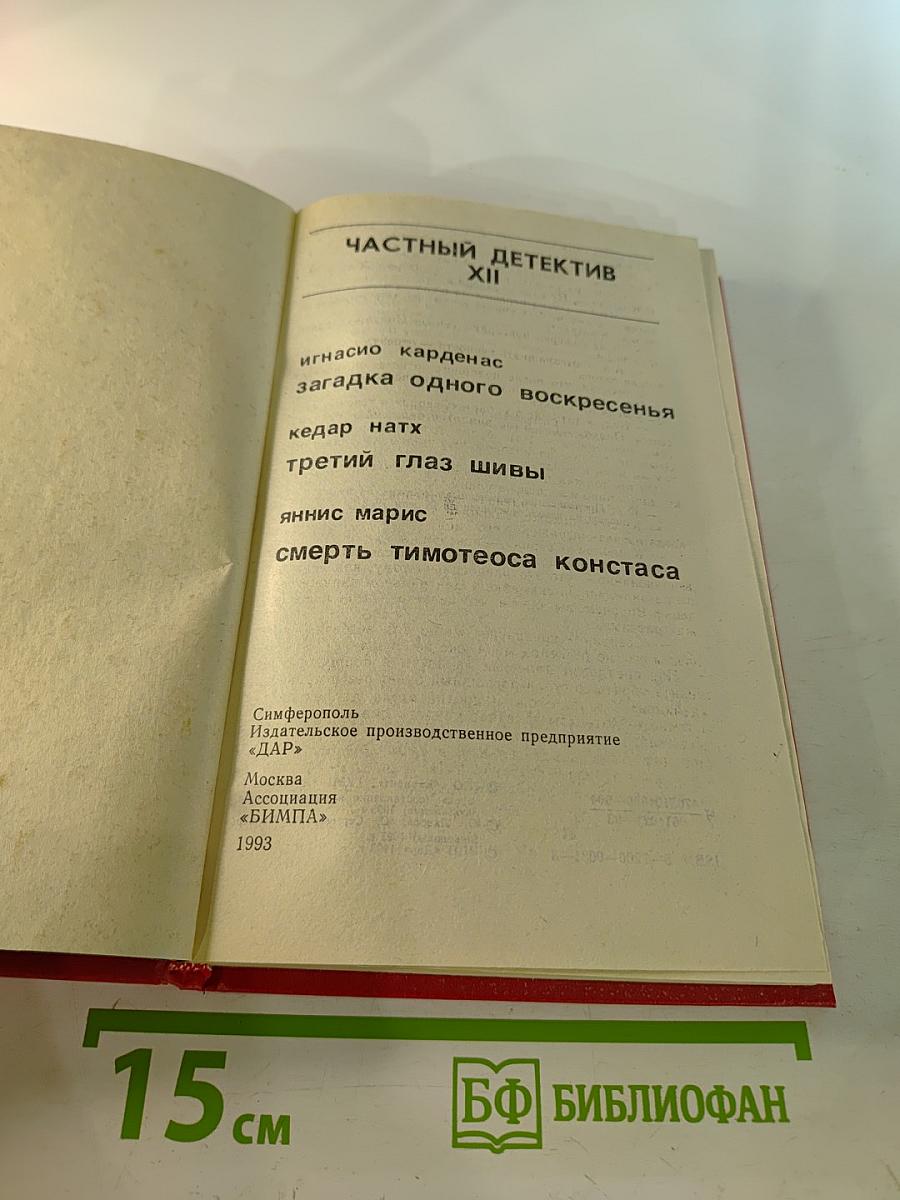 ЧАСТНЫЙ ДЕТЕКТИВ
XII
игнасио карденас
загадка одного воскресенья
кедар натх
третий глаз шивы
яннис марис
смерть тимотеоса констаса
Симферополь
Издательское производственное предприятие
«ДАР»
Москва
Ассоциация
«БИМПА»
1993
15 см
БФ БИБЛИОФАН